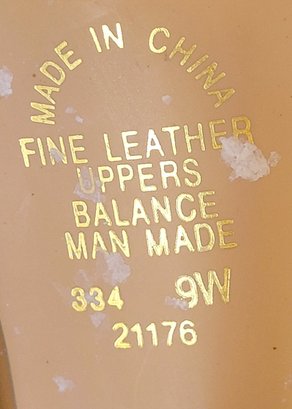 MADE IN CHINA
FINE LEATHER
UPPERS
BALANCE
MAN MADE
334 9W
21176